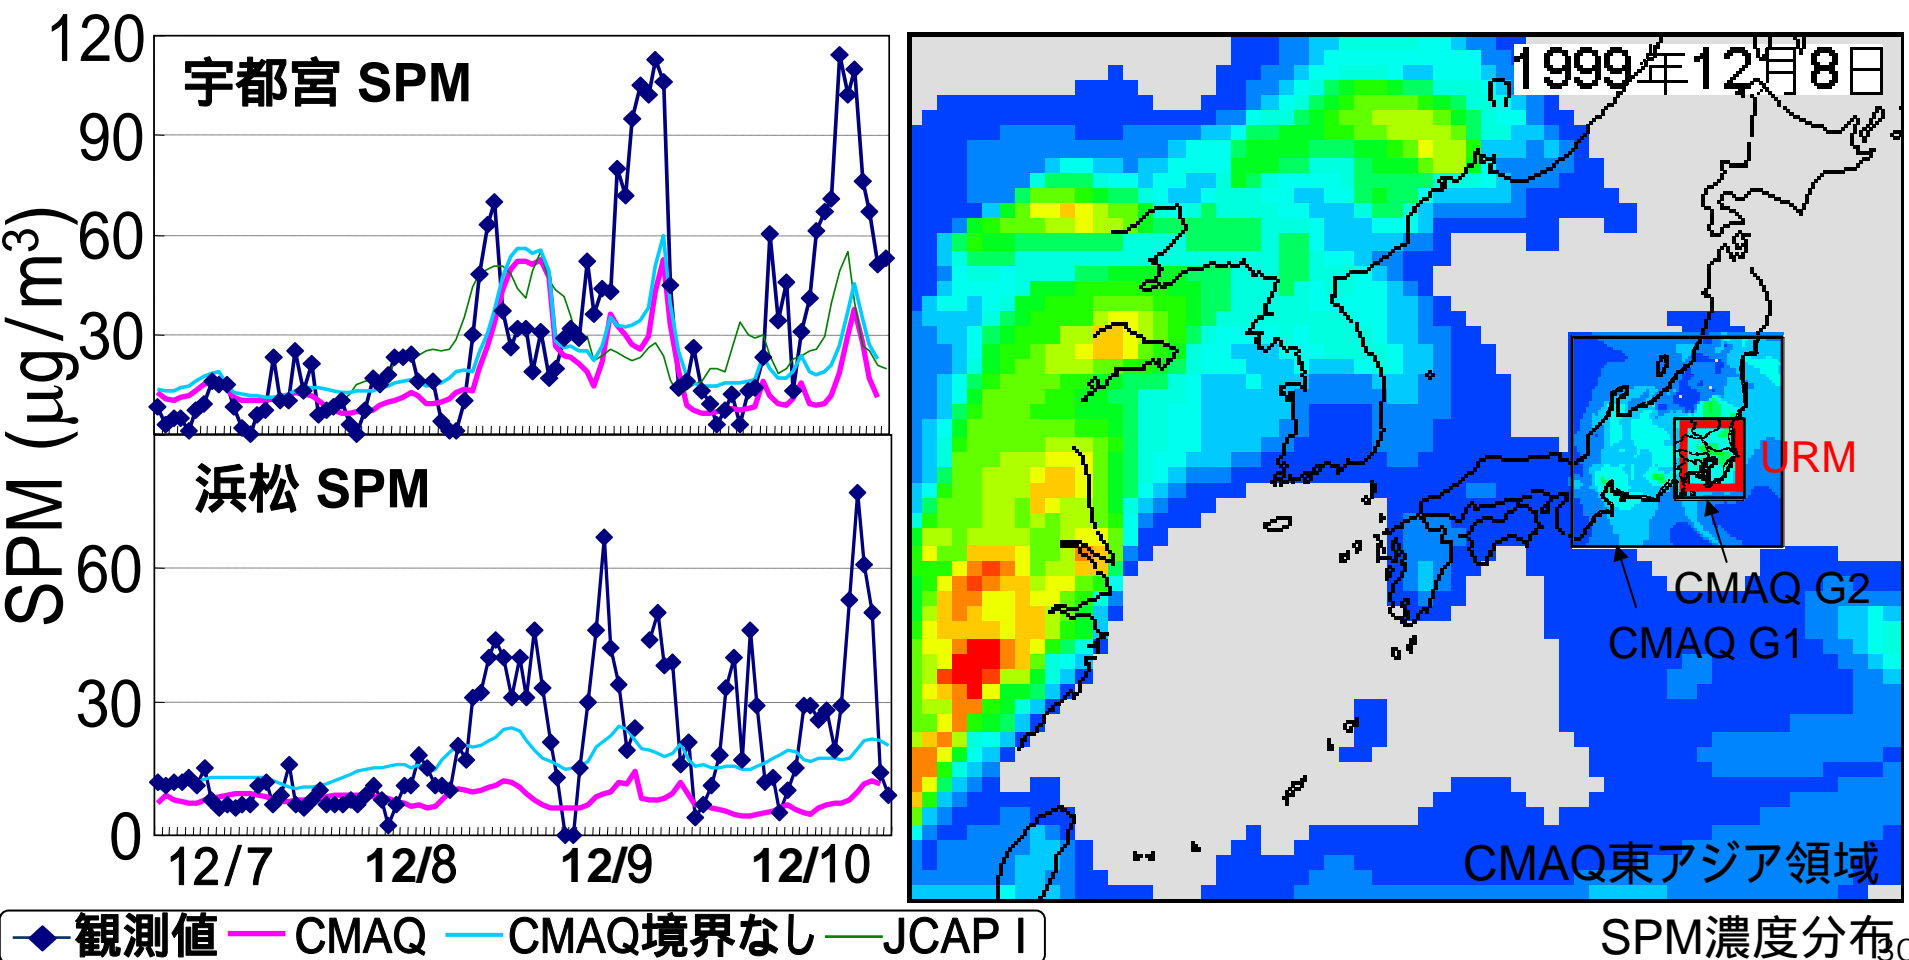 SPM (μg/m³)
120
90
60
30
宇都宮 SPM
浜松 SPM
60
30
0
12/7
12/8
12/9
12/10
観測値
CMAQ
CMAQ境界なし
JCAP I
1999年12月8日
URM
CMAQ G2
CMAQ G1
CMAQ東アジア領域
SPM濃度分布